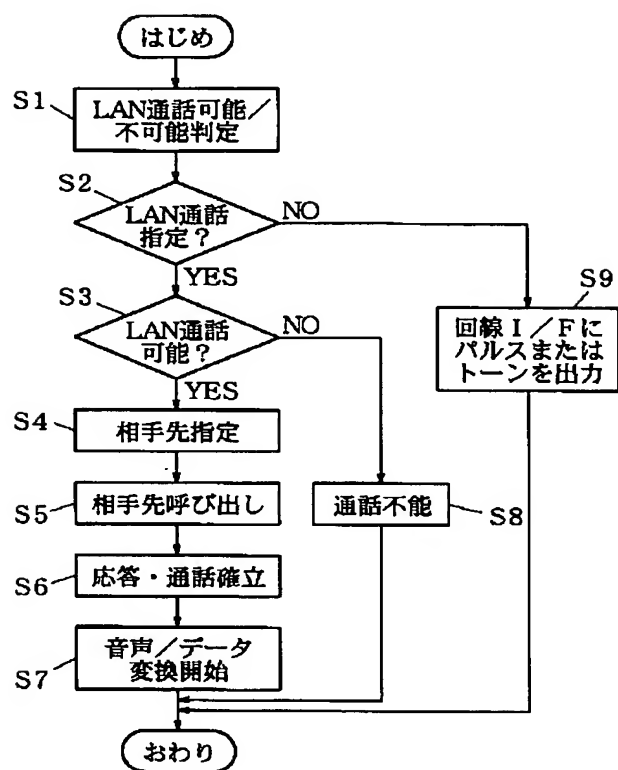 はじめ
S1
LAN通話可能／
不可能判定
S2
LAN通話
指定？
NO
YES
S3
LAN通話
可能？
NO
YES
S9
回線Ｉ／Ｆに
パルスまたは
トーンを出力
S4
相手先指定
S5
相手先呼び出し
通話不能
S8
S6
応答・通話確立
S7
音声／データ
変換開始
おわり